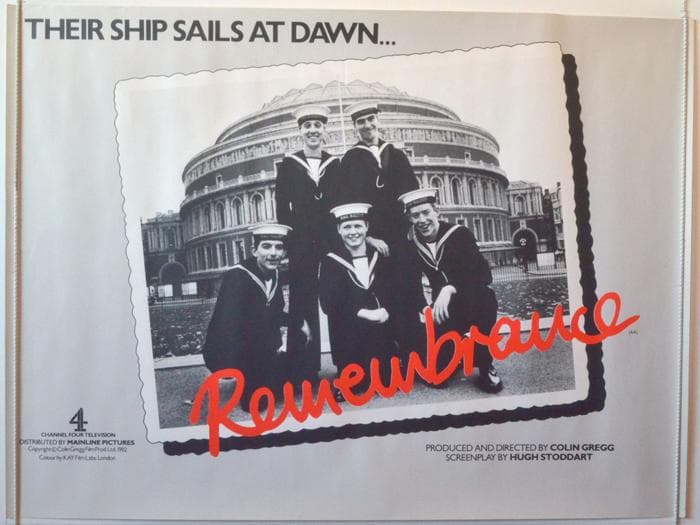 THEIR SHIP SAILS AT DAWN...
Remembrance
4
CHANNEL FOUR TELEVISION
DISTRIBUTED BY MAINLINE PICTURES
Copyright © Colin Gregg Film Prod. Ltd. 1982
Colour by KAY Film Labs. London
PRODUCED AND DIRECTED BY COLIN GREGG
SCREENPLAY BY HUGH STODDART